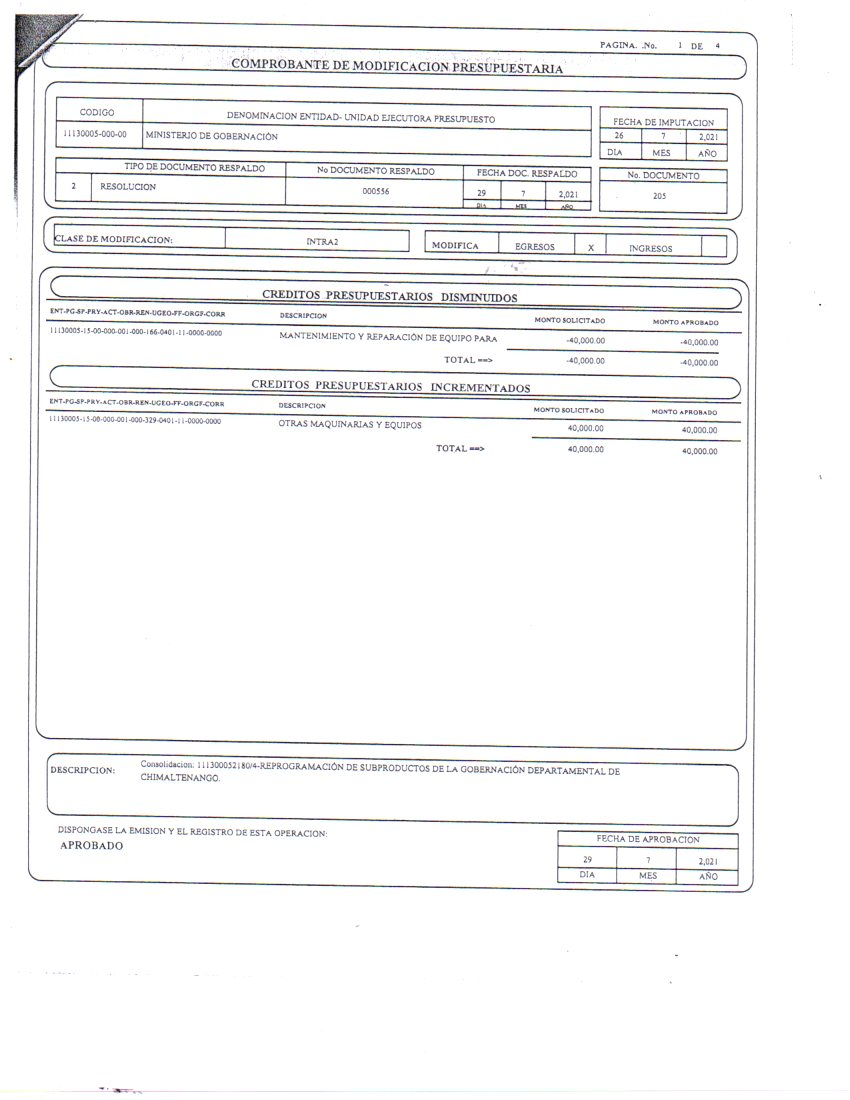 PAGINA. .No. 1 DE 4
COMPROBANTE DE MODIFICACION PRESUPUESTARIA
CODIGO DENOMINACION ENTIDAD- UNIDAD EJECUTORA PRESUPUESTO
11130005-000-00 MINISTERIO DE GOBERNACIÓN
FECHA DE IMPUTACION
26 7 2,021
DIA MES AÑO
TIPO DE DOCUMENTO RESPALDO No DOCUMENTO RESPALDO FECHA DOC. RESPALDO
2 RESOLUCION 000556 29 7 2,021
DIA MES AÑO
No. DOCUMENTO
205
CLASE DE MODIFICACION: INTRA2 MODIFICA EGRESOS X INGRESOS
CREDITOS PRESUPUESTARIOS DISMINUIDOS
ENT-PG-SP-PRY-ACT-OBR-REN-UGEO-FF-ORGF-CORR DESCRIPCION MONTO SOLICITADO MONTO APROBADO
11130005-15-00-000-001-000-166-0401-11-0000-0000 MANTENIMIENTO Y REPARACIÓN DE EQUIPO PARA -40,000.00 -40,000.00
TOTAL ==> -40,000.00 -40,000.00
CREDITOS PRESUPUESTARIOS INCREMENTADOS
ENT-PG-SP-PRY-ACT-OBR-REN-UGEO-FF-ORGF-CORR DESCRIPCION MONTO SOLICITADO MONTO APROBADO
11130005-15-00-000-001-000-329-0401-11-0000-0000 OTRAS MAQUINARIAS Y EQUIPOS 40,000.00 40,000.00
TOTAL ==> 40,000.00 40,000.00
DESCRIPCION: Consolidacion: 111300052180/4-REPROGRAMACIÓN DE SUBPRODUCTOS DE LA GOBERNACIÓN DEPARTAMENTAL DE
CHIMALTENANGO.
DISPONGASE LA EMISION Y EL REGISTRO DE ESTA OPERACION:
APROBADO
FECHA DE APROBACION
29 7 2,021
DIA MES AÑO